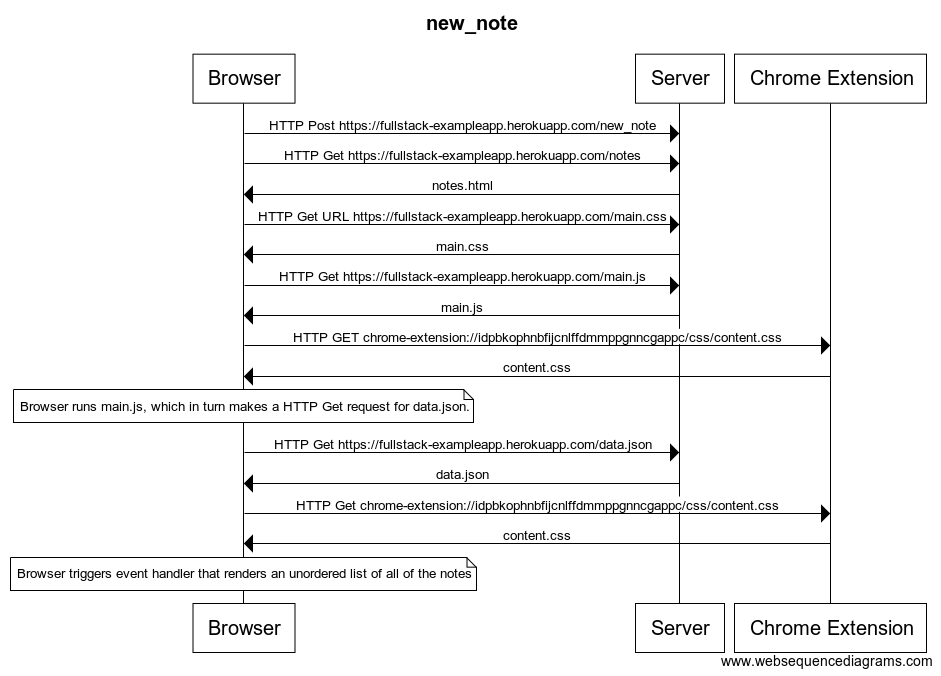 new_note
Browser
Server
Chrome Extension
HTTP Post https://fullstack-exampleapp.herokuapp.com/new_note
HTTP Get https://fullstack-exampleapp.herokuapp.com/notes
notes.html
HTTP Get URL https://fullstack-exampleapp.herokuapp.com/main.css
main.css
HTTP Get https://fullstack-exampleapp.herokuapp.com/main.js
main.js
HTTP GET chrome-extension://idpbkophnbfijcnlffdmmppgnncgappc/css/content.css
content.css
Browser runs main.js, which in turn makes a HTTP Get request for data.json.
HTTP Get https://fullstack-exampleapp.herokuapp.com/data.json
data.json
HTTP Get chrome-extension://idpbkophnbfijcnlffdmmppgnncgappc/css/content.css
content.css
Browser triggers event handler that renders an unordered list of all of the notes
Browser
Server
Chrome Extension
www.websequencediagrams.com